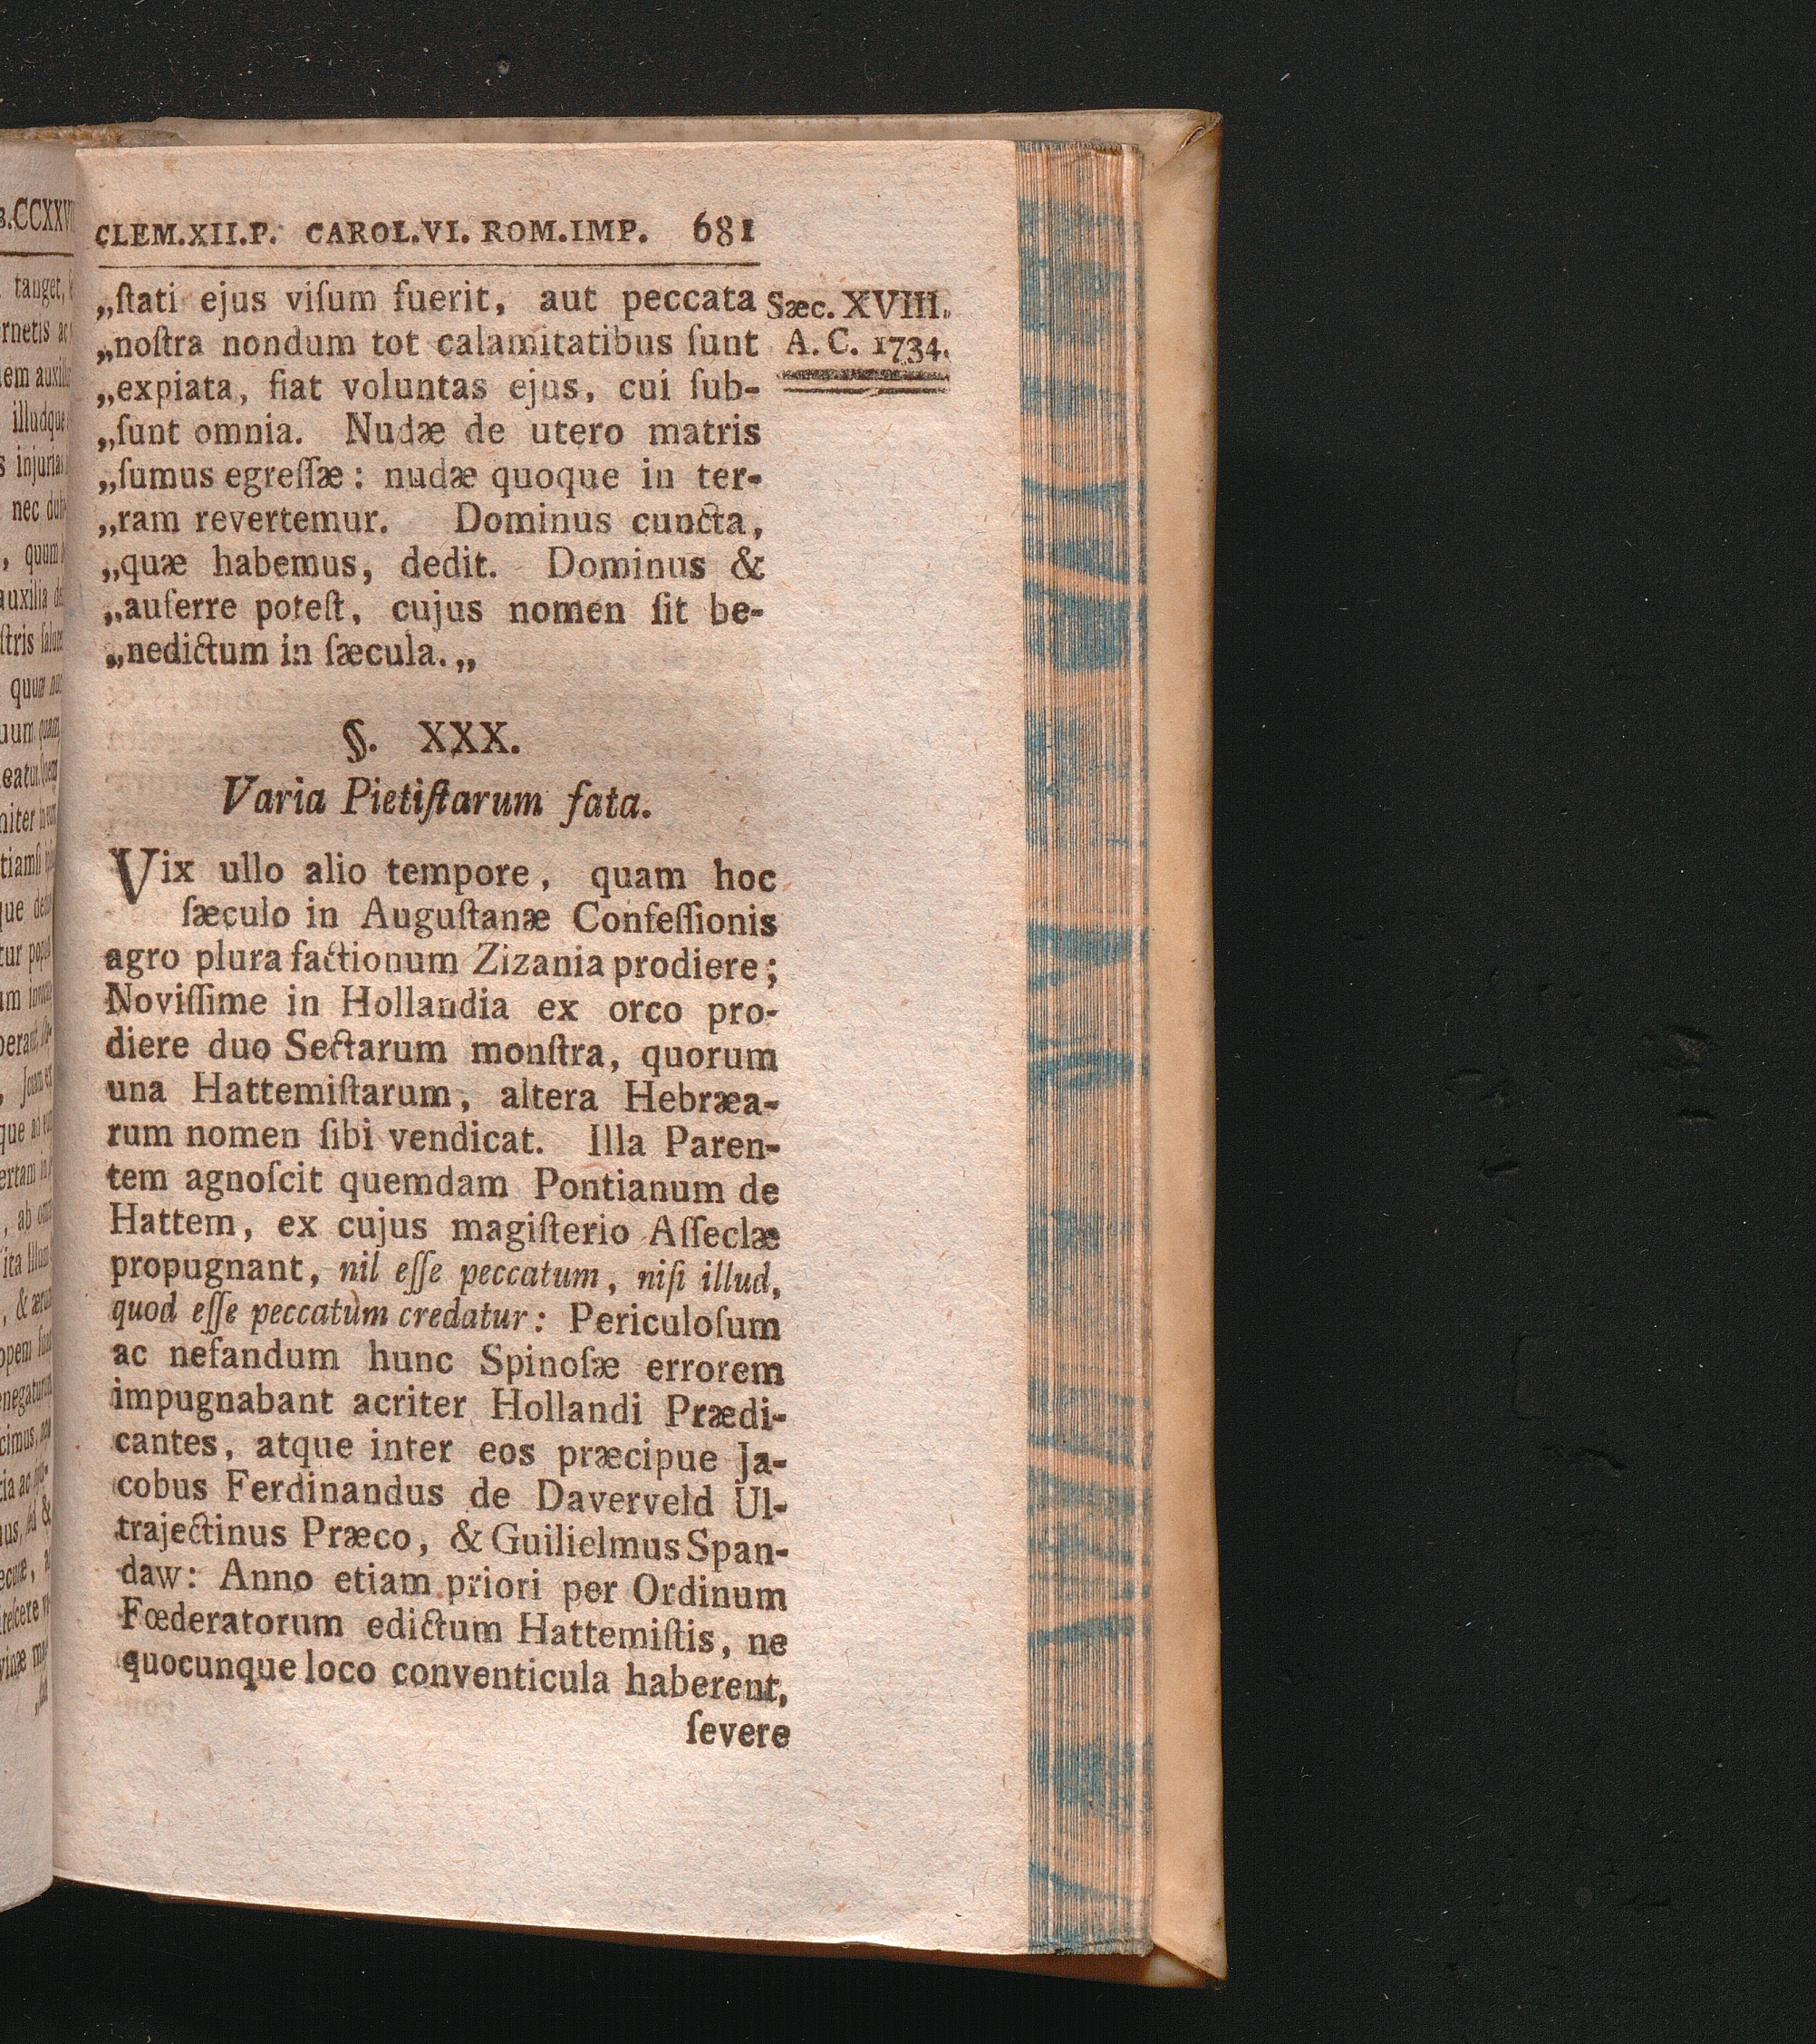 CLEM.XII.P. CAROL.VI. ROM.IMP. 681
„ſtati ejus viſum fuerit, aut peccata
„noſtra nondum tot calamitatibus ſunt
„expiata, fiat voluntas ejus, cui ſub-
„ſunt omnia. Nudæ de utero matris
„ſumus egreſſæ: nudæ quoque in ter-
„ram revertemur. Dominus cuncta,
„quæ habemus, dedit. Dominus &
„auferre poteſt, cujus nomen ſit be-
„nedictum in ſæcula.„
Sæc. XVIII.
A. C. 1734.
§. XXX.
Varia Pietiſtarum fata.
Vix ullo alio tempore, quam hoc
ſæculo in Auguſtanæ Confeſſionis
agro plura factionum Zizania prodiere;
Noviſſime in Hollandia ex orco pro-
diere duo Sectarum monſtra, quorum
una Hattemiſtarum, altera Hebræa-
rum nomen ſibi vendicat. Illa Paren-
tem agnoſcit quemdam Pontianum de
Hattem, ex cujus magiſterio Aſſeclæ
propugnant, nil eſſe peccatum, niſi illud,
quod eſſe peccatum credatur: Periculoſum
ac nefandum hunc Spinoſæ errorem
impugnabant acriter Hollandi Prædi-
cantes, atque inter eos præcipue Ja-
cobus Ferdinandus de Daverveld Ul-
trajectinus Præco, & Guilielmus Span-
daw: Anno etiam priori per Ordinum
Fœderatorum edictum Hattemiſtis, ne
quocunque loco conventicula haberent,
ſevere